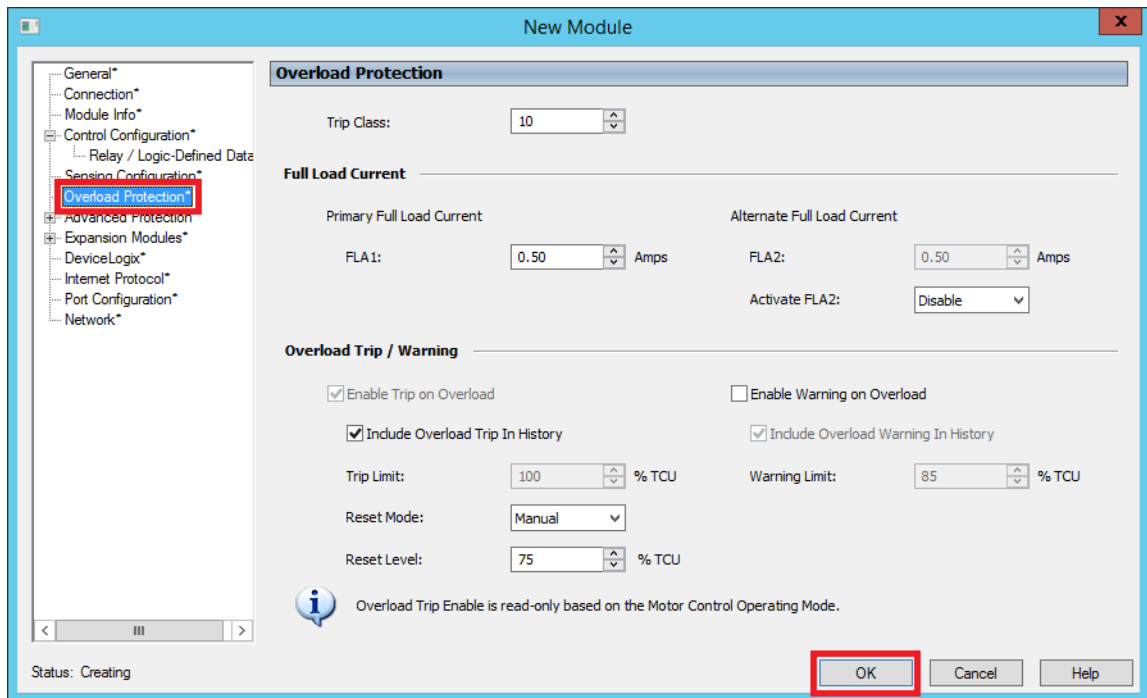 New Module
x
General*
Connection*
Module Info*
Control Configuration*
Relay / Logic-Defined Data
Sensing Configuration*
Overload Protection*
Advanced Protection
Expansion Modules*
DeviceLogix*
Internet Protocol*
Port Configuration*
Network*
Overload Protection
Trip Class: 10
Full Load Current
Primary Full Load Current Alternate Full Load Current
FLA1: 0.50 Amps FLA2: 0.50 Amps
Activate FLA2: Disable
Overload Trip / Warning
Enable Trip on Overload Enable Warning on Overload
Include Overload Trip In History Include Overload Warning In History
Trip Limit: 100 % TCU Warning Limit: 85 % TCU
Reset Mode: Manual
Reset Level: 75 % TCU
i Overload Trip Enable is read-only based on the Motor Control Operating Mode.
Status: Creating OK Cancel Help